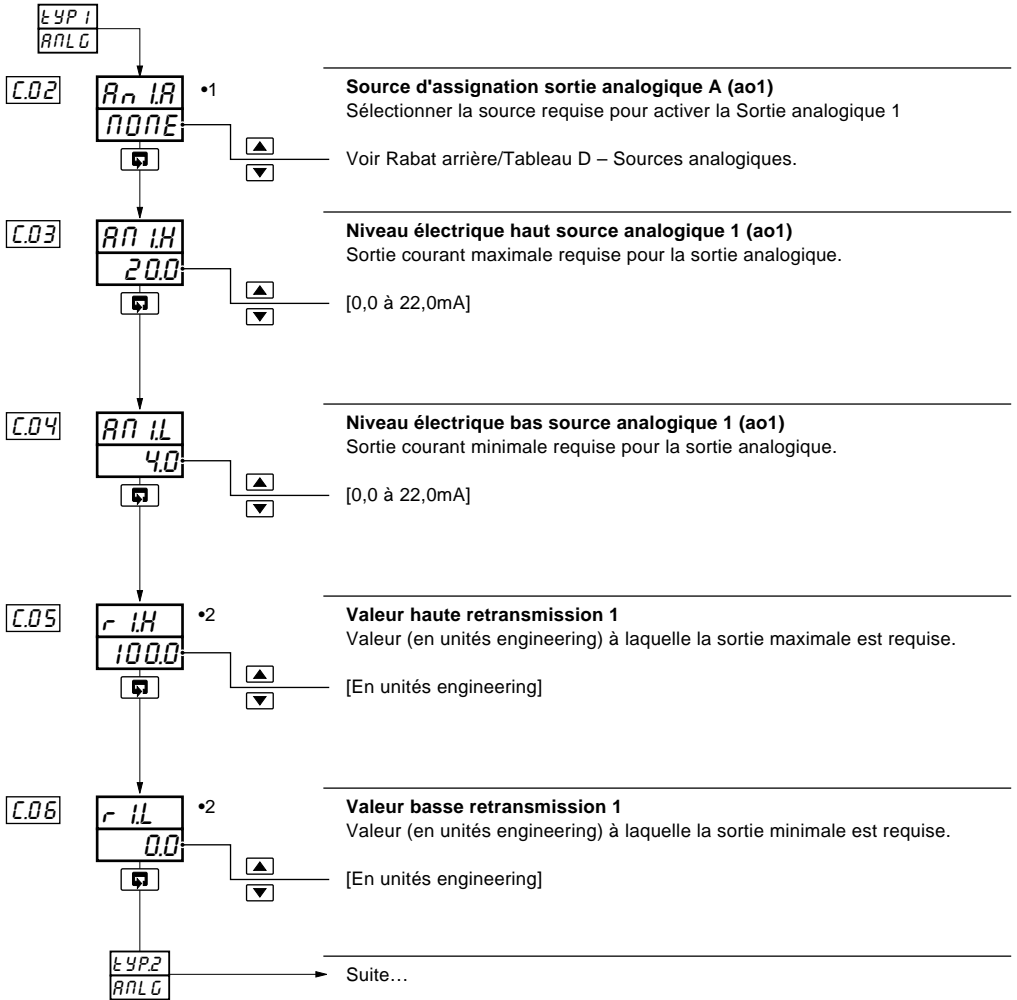 tYP1
ANLG
C.02
An1.A
•1
NONE
Source d'assignation sortie analogique A (ao1)
Sélectionner la source requise pour activer la Sortie analogique 1
Voir Rabat arrière/Tableau D – Sources analogiques.
C.03
AN1.H
20.0
Niveau électrique haut source analogique 1 (ao1)
Sortie courant maximale requise pour la sortie analogique.
[0,0 à 22,0mA]
C.04
AN1.L
4.0
Niveau électrique bas source analogique 1 (ao1)
Sortie courant minimale requise pour la sortie analogique.
[0,0 à 22,0mA]
C.05
r1.H
•2
100.0
Valeur haute retransmission 1
Valeur (en unités engineering) à laquelle la sortie maximale est requise.
[En unités engineering]
C.06
r1.L
•2
0.0
Valeur basse retransmission 1
Valeur (en unités engineering) à laquelle la sortie minimale est requise.
[En unités engineering]
tYP.2
ANLG
Suite…